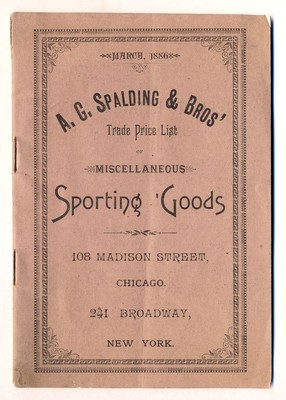 MARCH, 1886
A. G. SPALDING & BROS'
Trade Price List
OF
MISCELLANEOUS
Sporting Goods
108 MADISON STREET,
CHICAGO.
241 BROADWAY,
NEW YORK.